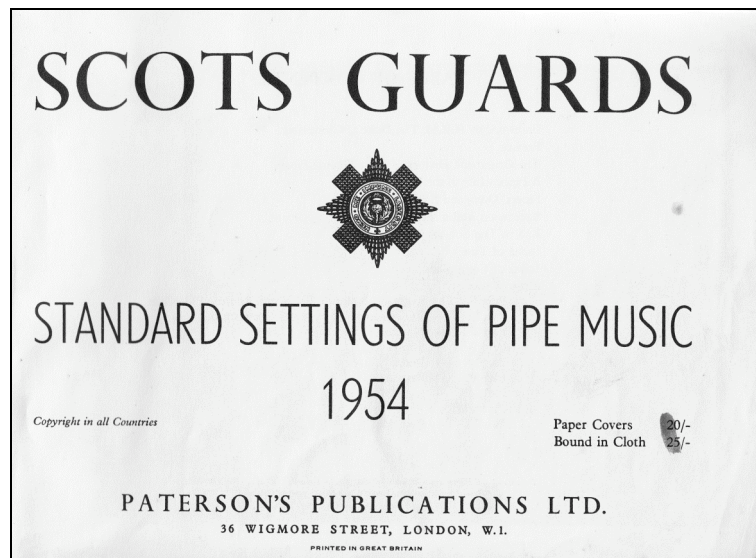 SCOTS GUARDS
STANDARD SETTINGS OF PIPE MUSIC
1954
Copyright in all Countries
Paper Covers 20/-
Bound in Cloth 25/-
PATERSON'S PUBLICATIONS LTD.
36 WIGMORE STREET, LONDON, W.1.
PRINTED IN GREAT BRITAIN